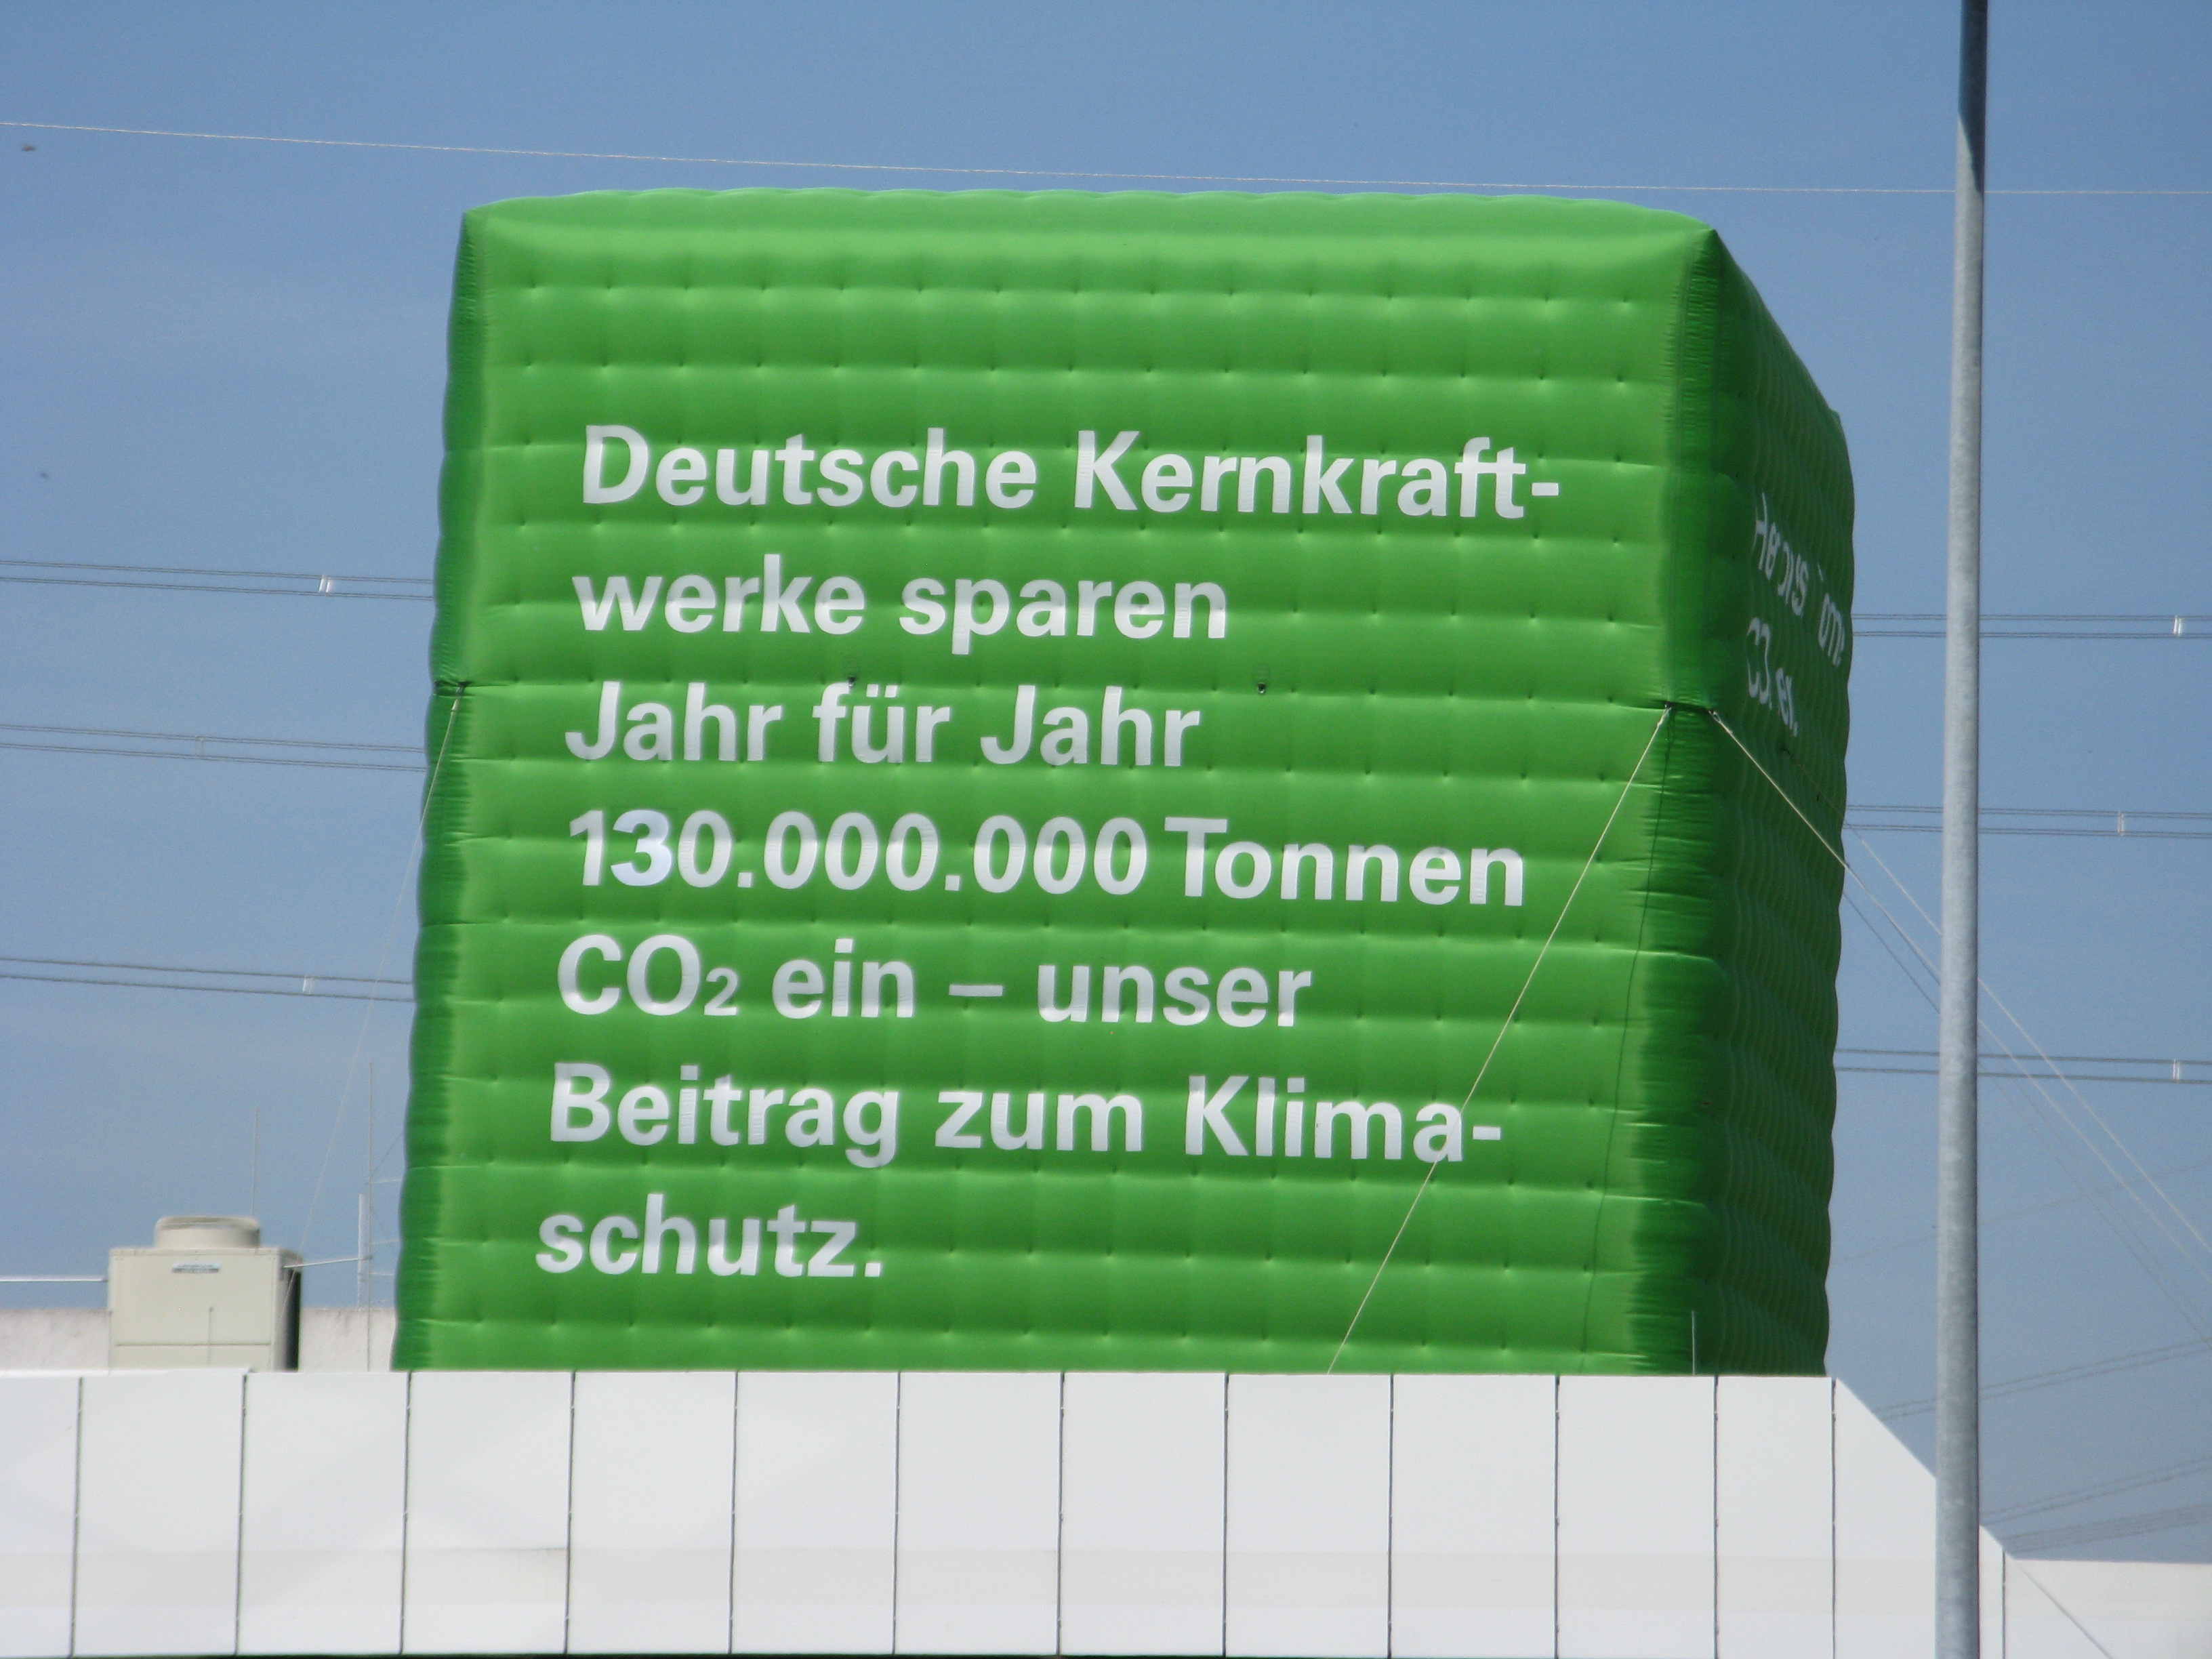 Deutsche Kernkraft-
werke sparen
Jahr für Jahr
130.000.000 Tonnen
CO₂ ein – unser
Beitrag zum Klima-
schutz.